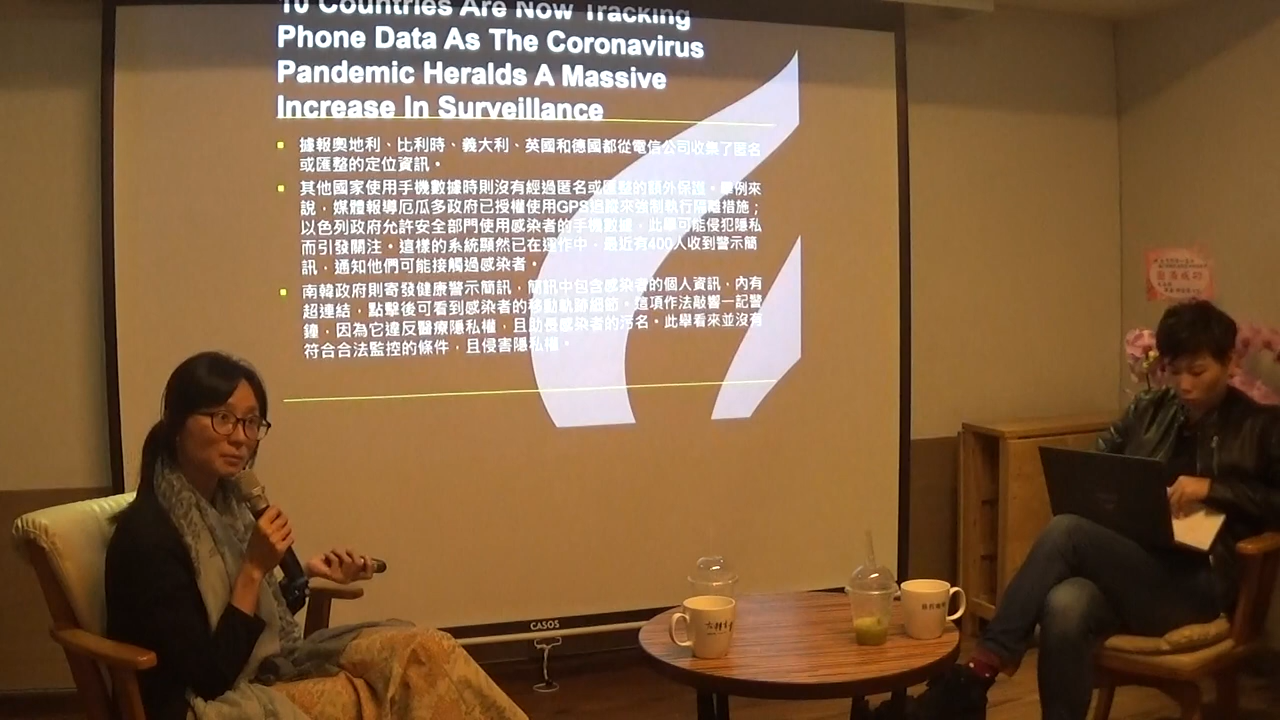 10 Countries Are Now Tracking
Phone Data As The Coronavirus
Pandemic Heralds A Massive
Increase In Surveillance
據報奧地利、比利時、義大利、英國和德國都從電信公司收集了匿名
或匯整的定位資訊。
其他國家使用手機數據時則沒有經過匿名或匯整的額外保護。舉例來
說，媒體報導厄瓜多政府已授權使用GPS追蹤來強制執行隔離措施；
以色列政府允許安全部門使用感染者的手機數據，此舉可能侵犯隱私
而引發關注。這樣的系統顯然已在運作中，最近有400人收到警示簡
訊，通知他們可能接觸過感染者。
南韓政府則寄發健康警示簡訊，簡訊中包含感染者的個人資訊，內有
超連結，點擊後可看到感染者的移動軌跡細節。這項作法敲響一記警
鐘，因為它違反醫療隱私權，且助長感染者的污名。此舉看來並沒有
符合合法監控的條件，且侵害隱私權。
CASOS